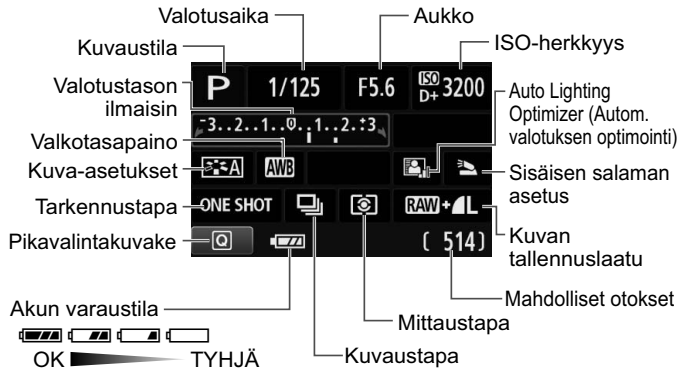 Valotusaika
Aukko
Kuvaustila
ISO-herkkyys
P 1/125 F5.6 ISO D+ 3200
Valotustason
ilmaisin
-3..2..1..0..1..2.:3
Auto Lighting
Optimizer (Autom.
valotuksen optimointi)
Valkotasapaino
Kuva-asetukset
A AWB
Sisäisen salaman
asetus
Tarkennustapa
ONE SHOT RAW+L
Pikavalintakuvake
Q [ 514]
Kuvan
tallennuslaatu
Mahdolliset otokset
Akun varaustila
Mittaustapa
OK TYHJÄ
Kuvaustapa